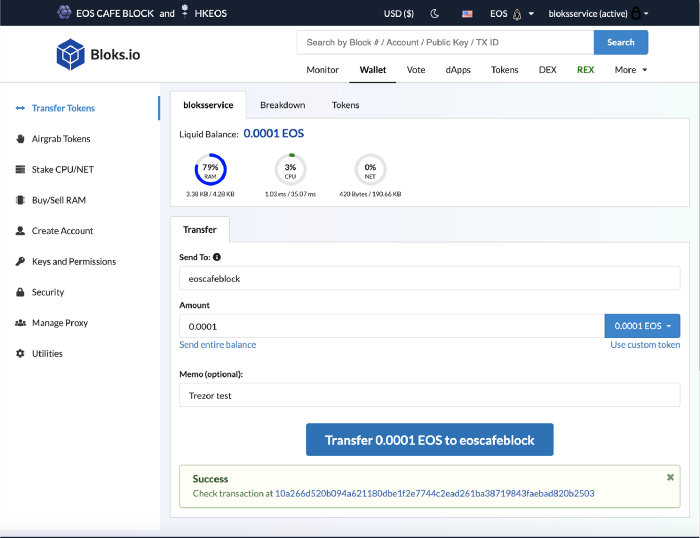 EOS CAFE BLOCK and HKEOS
USD ($)
EOS
bloksservice (active)
Bloks.io
Search by Block # / Account / Public Key / TX ID
Search
Monitor
Wallet
Vote
dApps
Tokens
DEX
REX
More
Transfer Tokens
Airgrab Tokens
Stake CPU/NET
Buy/Sell RAM
Create Account
Keys and Permissions
Security
Manage Proxy
Utilities
bloksservice
Breakdown
Tokens
Liquid Balance: 0.0001 EOS
79%
RAM
3.38 KB / 4.28 KB
3%
CPU
1.03 ms / 35.07 ms
0%
NET
420 Bytes / 190.66 KB
Transfer
Send To:
eoscafeblock
Amount
0.0001
0.0001 EOS
Send entire balance
Use custom token
Memo (optional):
Trezor test
Transfer 0.0001 EOS to eoscafeblock
Success
Check transaction at 10a266d520b094a621180dbe1f2e7744c2ead261ba38719843faebad820b2503